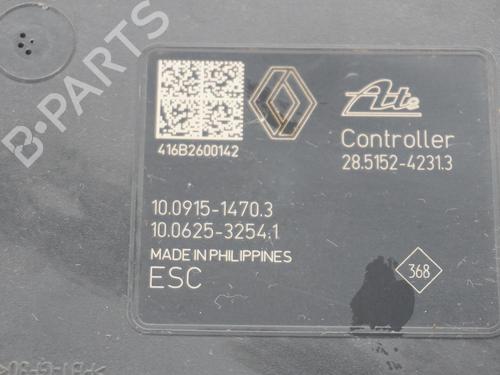 B-PARTS
416B2600142
Ate
Controller
28.5152-4231.3
10.0915-1470.3
10.0625-3254.1
MADE IN PHILIPPINES
ESC
368